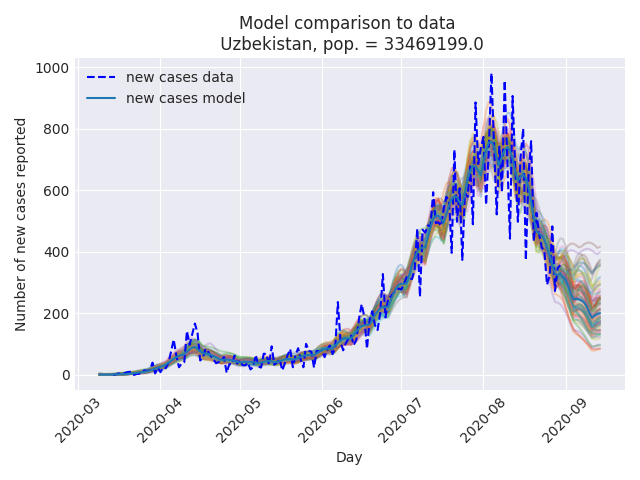 Model comparison to data
Uzbekistan, pop. = 33469199.0
new cases data
new cases model
Number of new cases reported
1000
800
600
400
200
0
2020-03
2020-04
2020-05
2020-06
2020-07
2020-08
2020-09
Day